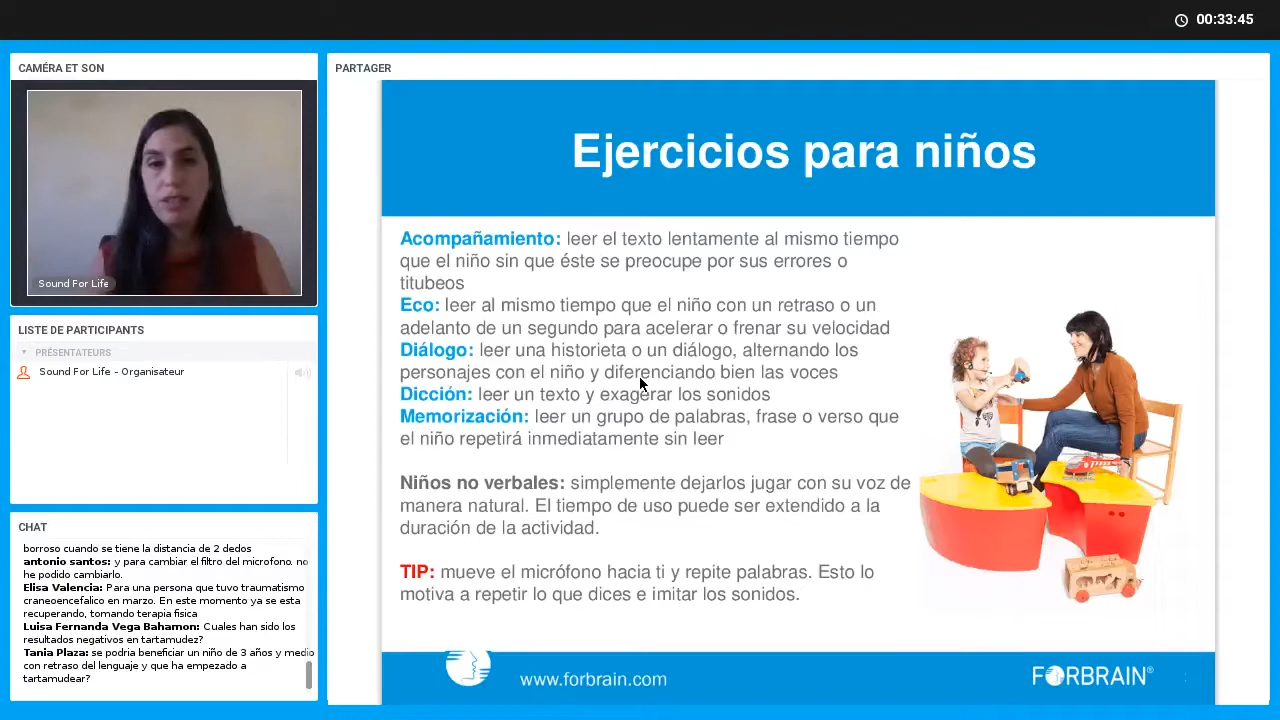 00:33:45
CAMÉRA ET SON
Sound For Life
LISTE DE PARTICIPANTS
PRÉSENTATEURS
Sound For Life - Organisateur
CHAT
borroso cuando se tiene la distancia de 2 dedos
antonio santos: y para cambiar el filtro del microfono. no
he podido cambiarlo.
Elisa Valencia: Para una persona que tuvo traumatismo
craneoencefálico en marzo. En este momento ya se esta
recuperando, tomando terapia fisica
Luisa Fernanda Vega Bahamon: Cuales han sido los
resultados negativos en tartamudez?
Tania Plaza: se podria beneficiar un niño de 3 años y medio
con retraso del lenguaje y que ha empezado a
tartamudear?
PARTAGER
Ejercicios para niños
Acompañamiento: leer el texto lentamente al mismo tiempo
que el niño sin que éste se preocupe por sus errores o
titubeos
Eco: leer al mismo tiempo que el niño con un retraso o un
adelanto de un segundo para acelerar o frenar su velocidad
Diálogo: leer una historieta o un diálogo, alternando los
personajes con el niño y diferenciando bien las voces
Dicción: leer un texto y exagerar los sonidos
Memorización: leer un grupo de palabras, frase o verso que
el niño repetirá inmediatamente sin leer
Niños no verbales: simplemente dejarlos jugar con su voz de
manera natural. El tiempo de uso puede ser extendido a la
duración de la actividad.
TIP: mueve el micrófono hacia ti y repite palabras. Esto lo
motiva a repetir lo que dices e imitar los sonidos.
www.forbrain.com
FORBRAIN®